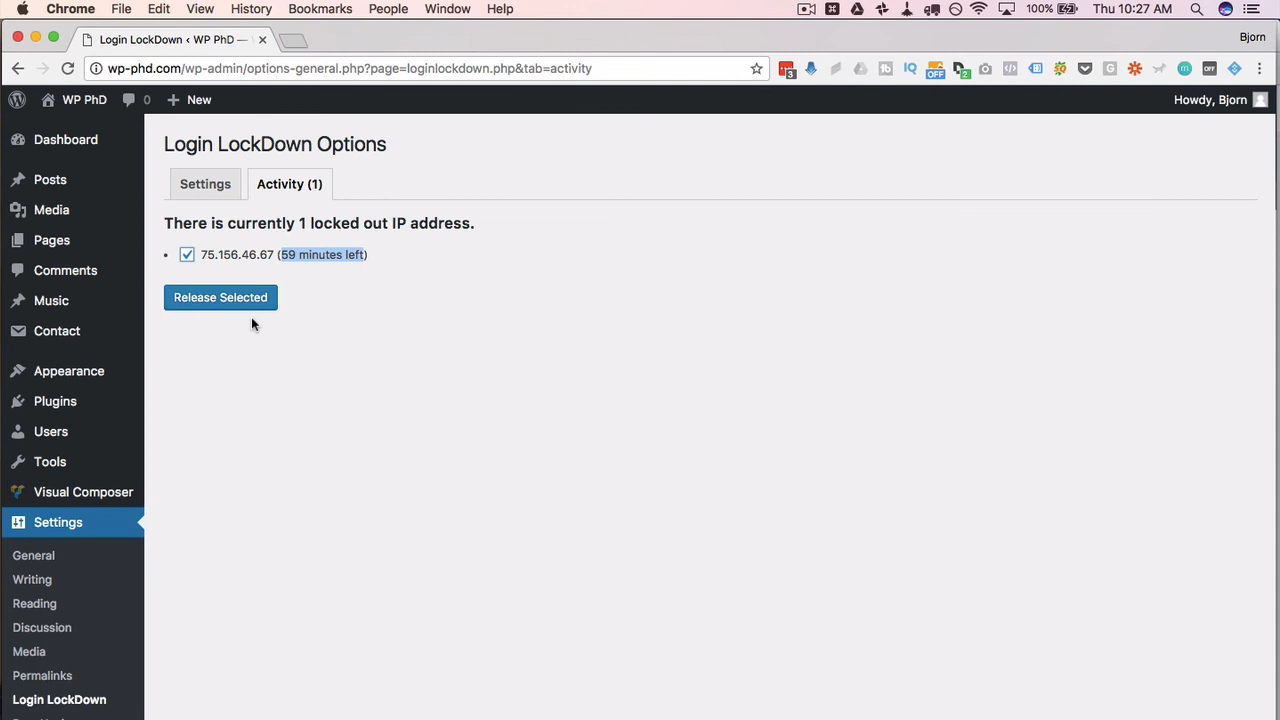 Chrome File Edit View History Bookmarks People Window Help 100% Thu 10:27 AM
Login LockDown ‹ WP PhD —
Bjorn
wp-phd.com/wp-admin/options-general.php?page=loginlockdown.php&tab=activity
WP PhD 0 New Howdy, Bjorn
Dashboard
Posts
Media
Pages
Comments
Music
Contact
Appearance
Plugins
Users
Tools
Visual Composer
Settings
General
Writing
Reading
Discussion
Media
Permalinks
Login LockDown
Login LockDown Options
Settings Activity (1)
There is currently 1 locked out IP address.
75.156.46.67 (59 minutes left)
Release Selected